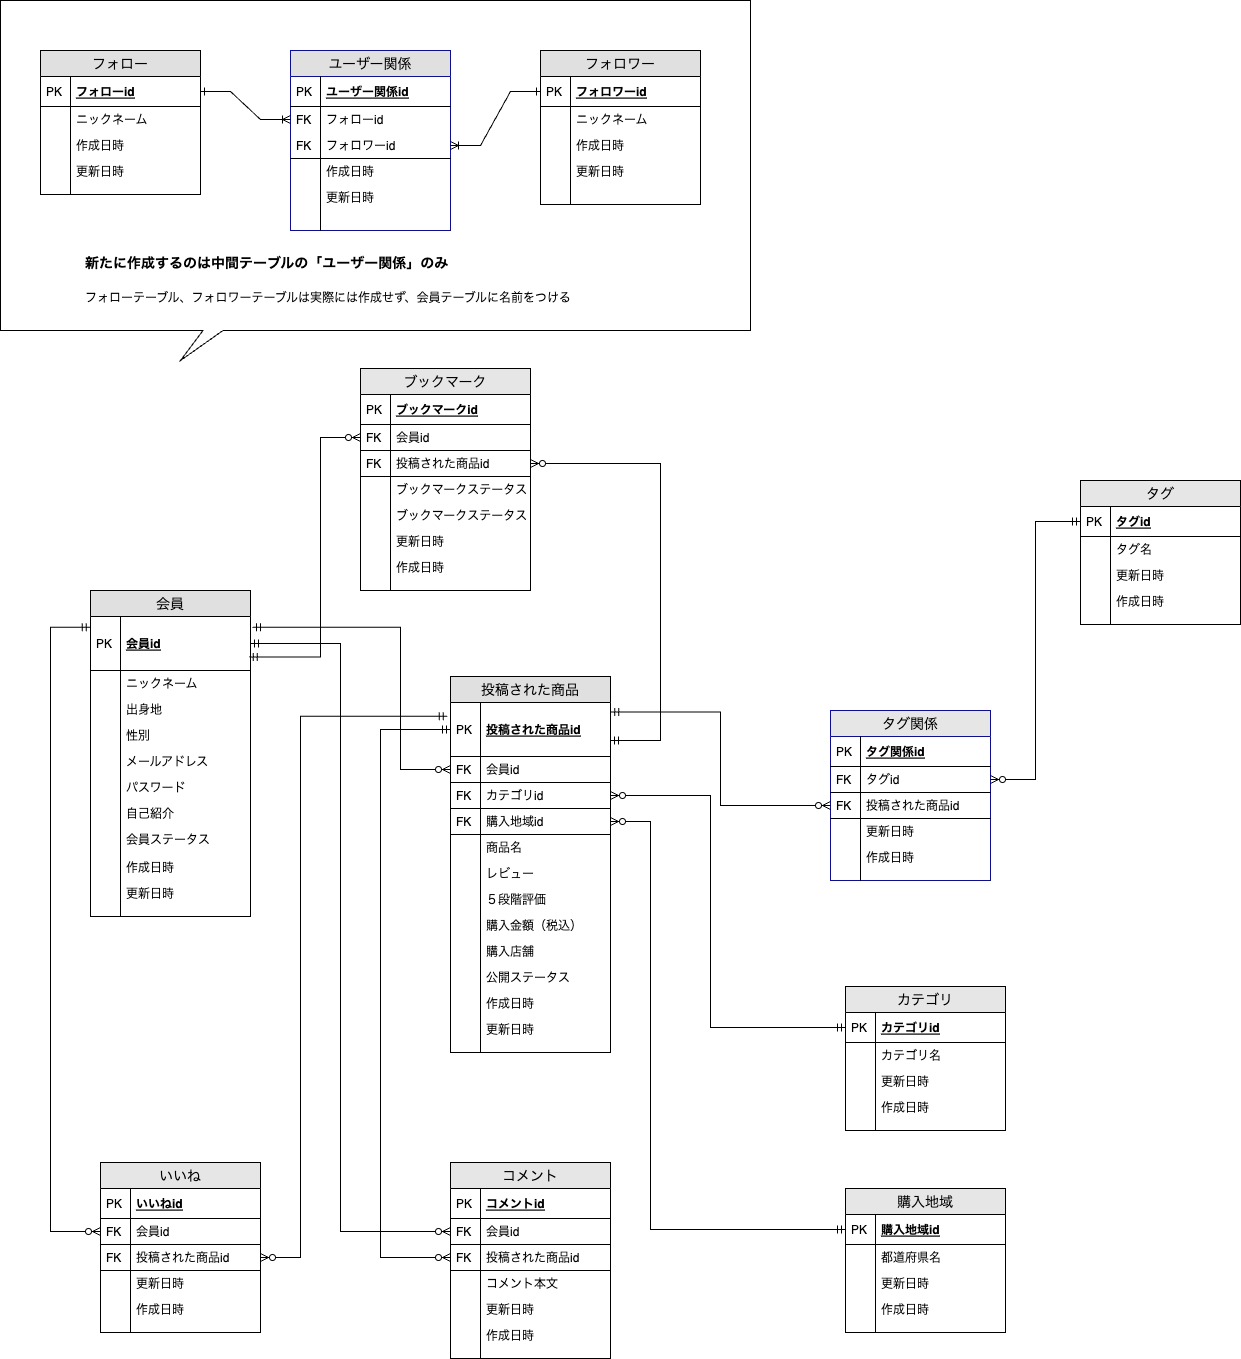 フォロー
PK フォローid
ニックネーム
作成日時
更新日時
ユーザー関係
PK ユーザー関係id
FK フォローid
FK フォロワーid
作成日時
更新日時
フォロワー
PK フォロワーid
ニックネーム
作成日時
更新日時
新たに作成するのは中間テーブルの「ユーザー関係」のみ
フォローテーブル、フォロワーテーブルは実際には作成せず、会員テーブルに名前をつける
ブックマーク
PK ブックマークid
FK 会員id
FK 投稿された商品id
ブックマークステータス
ブックマークステータス
更新日時
作成日時
タグ
PK タグid
タグ名
更新日時
作成日時
会員
PK 会員id
ニックネーム
出身地
性別
メールアドレス
パスワード
自己紹介
会員ステータス
作成日時
更新日時
投稿された商品
PK 投稿された商品id
FK 会員id
FK カテゴリid
FK 購入地域id
商品名
レビュー
５段階評価
購入金額（税込）
購入店舗
公開ステータス
作成日時
更新日時
タグ関係
PK タグ関係id
FK タグid
FK 投稿された商品id
更新日時
作成日時
カテゴリ
PK カテゴリid
カテゴリ名
更新日時
作成日時
いいね
PK いいねid
FK 会員id
FK 投稿された商品id
更新日時
作成日時
コメント
PK コメントid
FK 会員id
FK 投稿された商品id
コメント本文
更新日時
作成日時
購入地域
PK 購入地域id
都道府県名
更新日時
作成日時